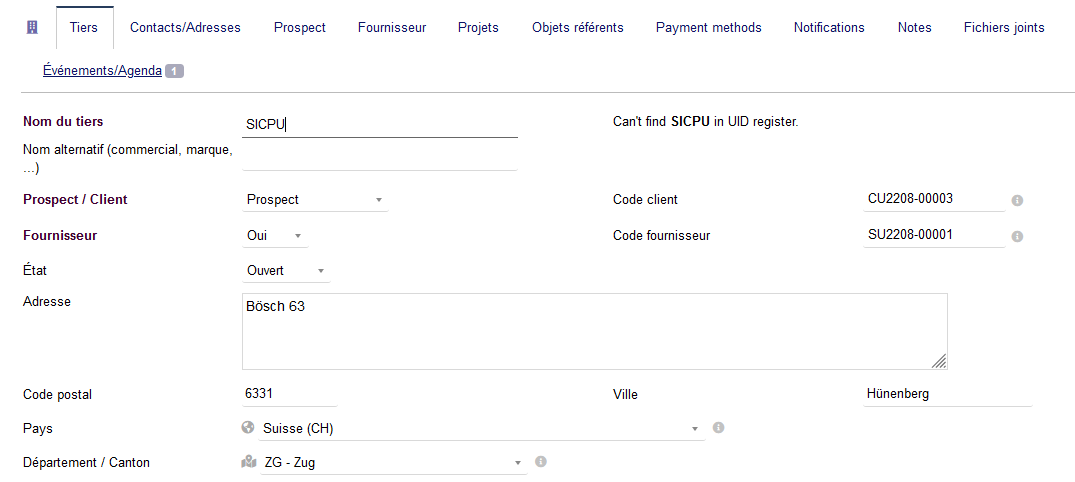 Tiers Contacts/Adresses Prospect Fournisseur Projets Objets référents Payment methods Notifications Notes Fichiers joints
Événements/Agenda 1
Nom du tiers SICPU Can't find SICPU in UID register.
Nom alternatif (commercial, marque,
...)
Prospect / Client Prospect Code client CU2208-00003
Fournisseur Oui Code fournisseur SU2208-00001
État Ouvert
Adresse Bösch 63
Code postal 6331 Ville Hünenberg
Pays Suisse (CH)
Département / Canton ZG - Zug